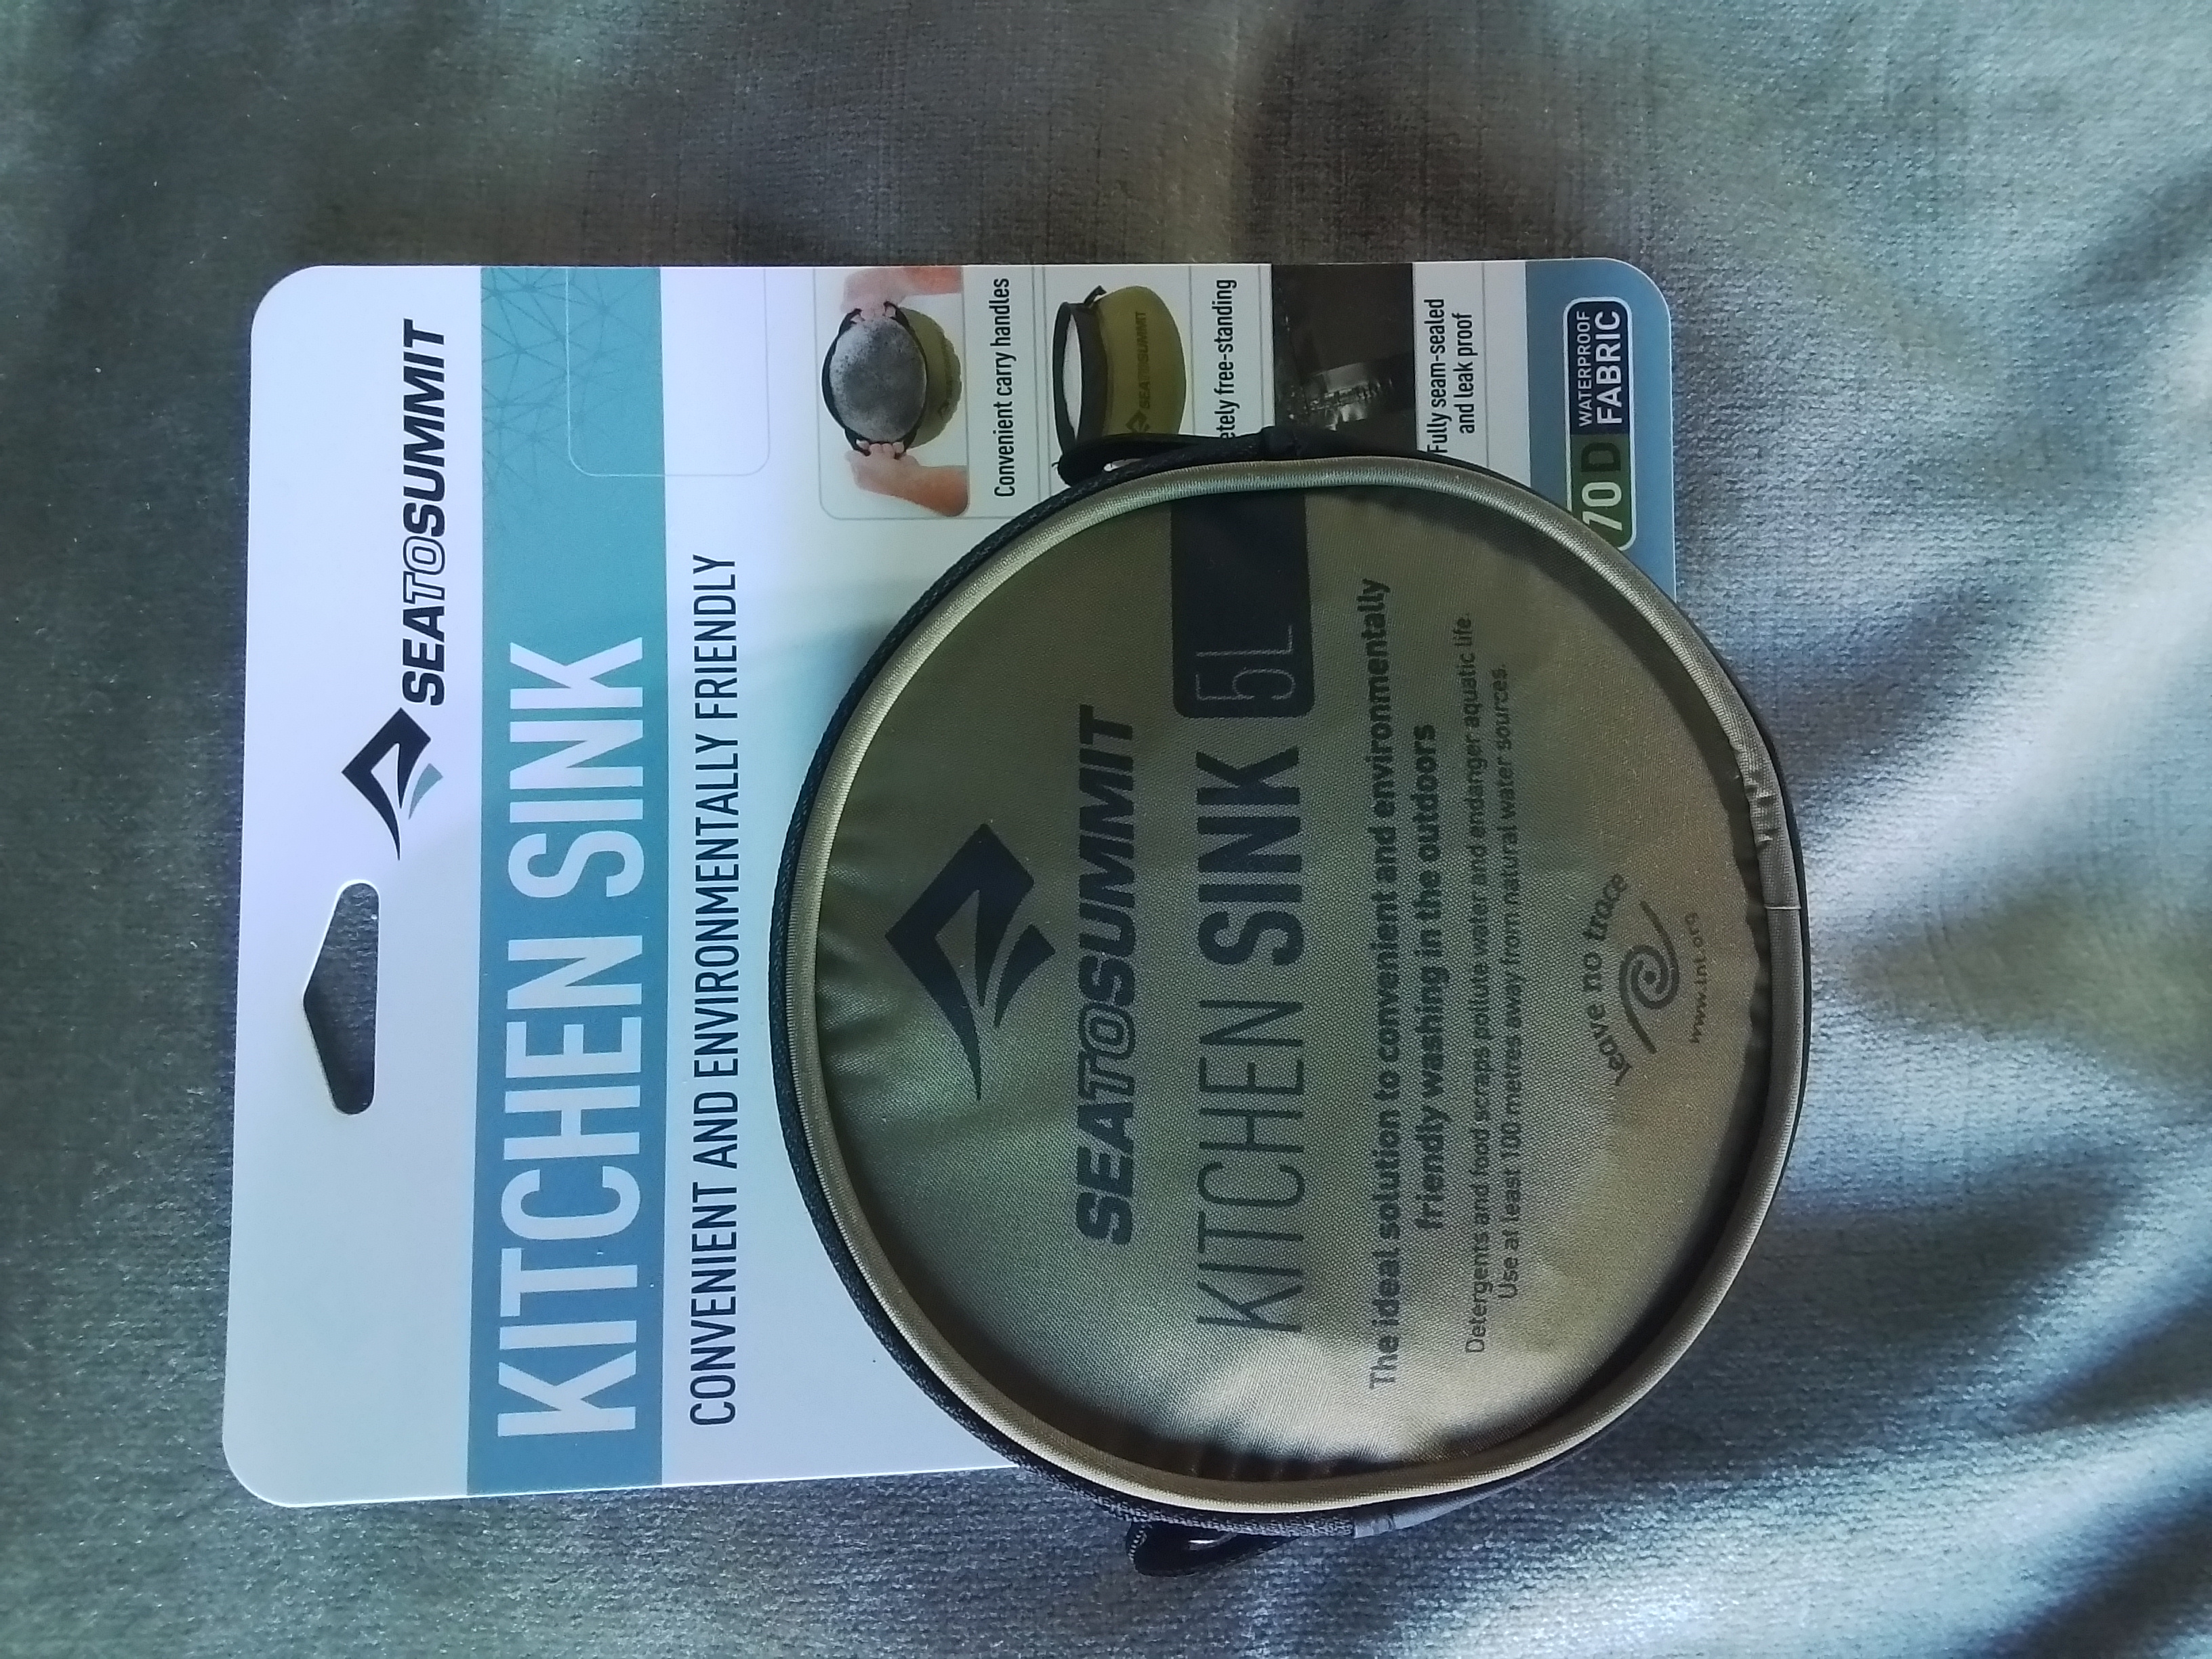 SEATOSUMMIT
KITCHEN SINK
CONVENIENT AND ENVIRONMENTALLY FRIENDLY
Convenient carry handles
SEATOSUMMIT
etely free-standing
Fully seam-sealed
and leak proof
70D WATERPROOF
FABRIC
SEATOSUMMIT
KITCHEN SINK 5L
The ideal solution to convenient and environmentally
friendly washing in the outdoors
Detergents and food scraps pollute water and endanger aquatic life.
Use at least 100 metres away from natural water sources.
leave no trace
www.lnt.org